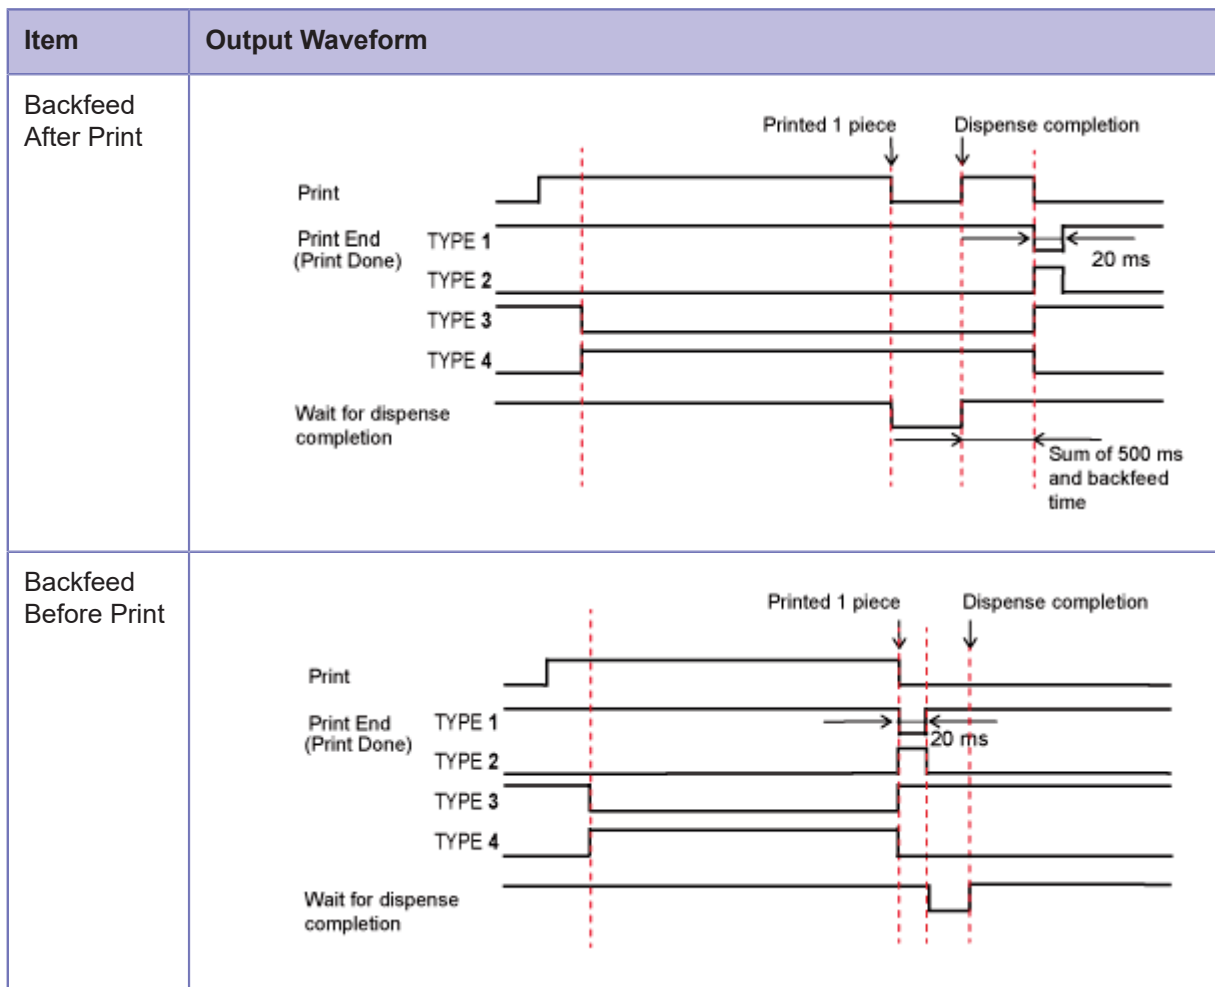 Item
Output Waveform
Backfeed
After Print
Printed 1 piece
Dispense completion
Print
Print End
(Print Done)
TYPE 1
20 ms
TYPE 2
TYPE 3
TYPE 4
Wait for dispense
completion
Sum of 500 ms
and backfeed
time
Backfeed
Before Print
Printed 1 piece
Dispense completion
Print
Print End
(Print Done)
TYPE 1
20 ms
TYPE 2
TYPE 3
TYPE 4
Wait for dispense
completion